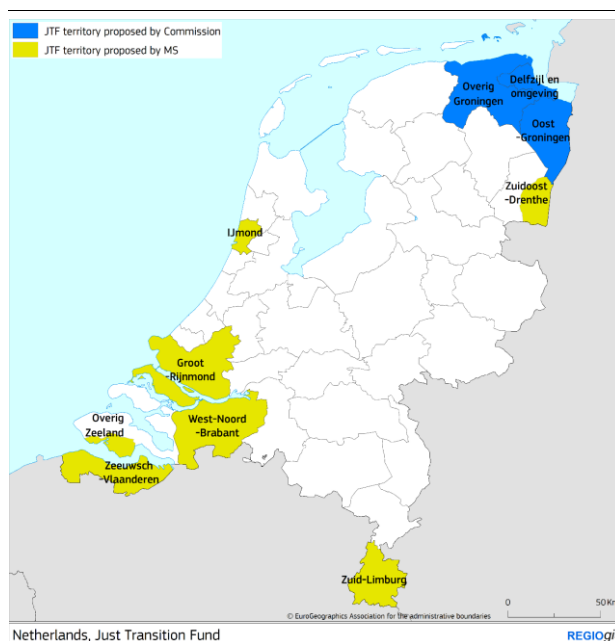 JTF territory proposed by Commission
JTF territory proposed by MS
Overig
Groningen
Delfzijl en
omgeving
Oost
-Groningen
Zuidoost
-Drenthe
IJmond
Groot
-Rijnmond
Overig
Zeeland
West-Noord
-Brabant
Zeeuwsch
-Vlaanderen
Zuid-Limburg
© EuroGeographics Association for the administrative boundaries
0 50 K
Netherlands, Just Transition Fund
REGIOgi